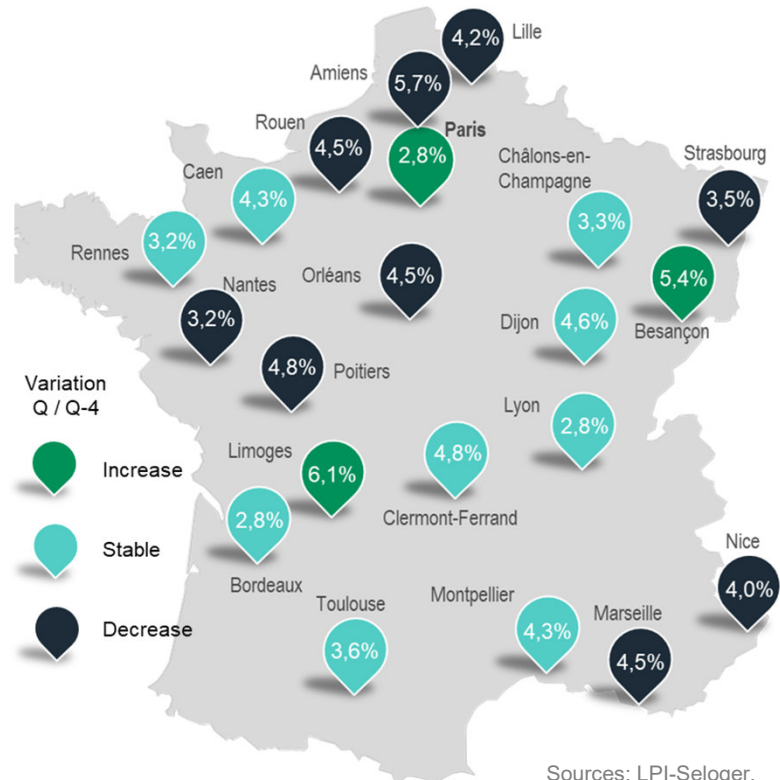 4,2%
Lille
Amiens
5,7%
Rouen
4,5%
Paris
2,8%
Caen
4,3%
Châlons-en-
Champagne
3,3%
Strasbourg
3,5%
Rennes
3,2%
Nantes
3,2%
Orléans
4,5%
5,4%
Besançon
Dijon
4,6%
4,8%
Poitiers
Lyon
2,8%
Variation
Q / Q-4
Increase
Stable
Decrease
Limoges
6,1%
4,8%
Clermont-Ferrand
2,8%
Bordeaux
Toulouse
3,6%
Montpellier
4,3%
Marseille
4,5%
Nice
4,0%
Sources: LPI-Seloger.